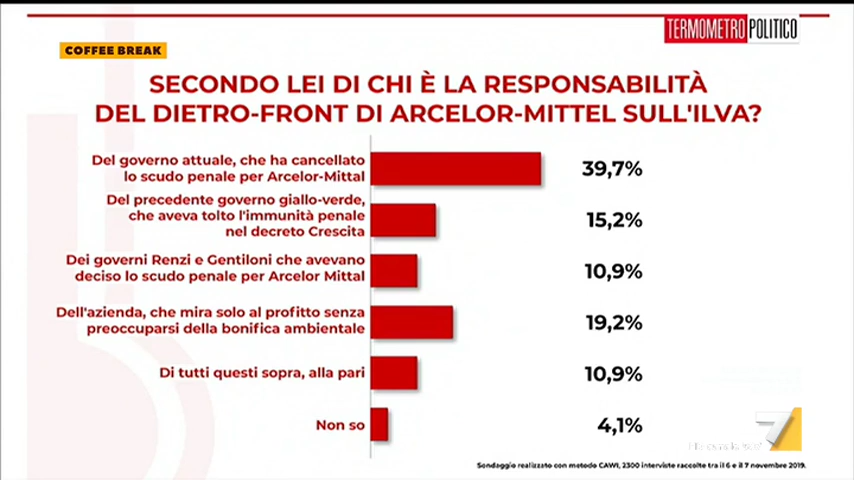 TERMOMETRO POLITICO
COFFEE BREAK
SECONDO LEI DI CHI È LA RESPONSABILITÀ
DEL DIETRO-FRONT DI ARCELOR-MITTEL SULL'ILVA?
Del governo attuale, che ha cancellato
lo scudo penale per Arcelor-Mittal
39,7%
Del precedente governo giallo-verde,
che aveva tolto l'immunità penale
nel decreto Crescita
15,2%
Dei governi Renzi e Gentiloni che avevano
deciso lo scudo penale per Arcelor Mittal
10,9%
Dell'azienda, che mira solo al profitto senza
preoccuparsi della bonifica ambientale
19,2%
Di tutti questi sopra, alla pari
10,9%
Non so
4,1%
7
Sondaggio realizzato con metodo CAWI, 2300 interviste raccolte tra il 6 e il 7 novembre 2019.